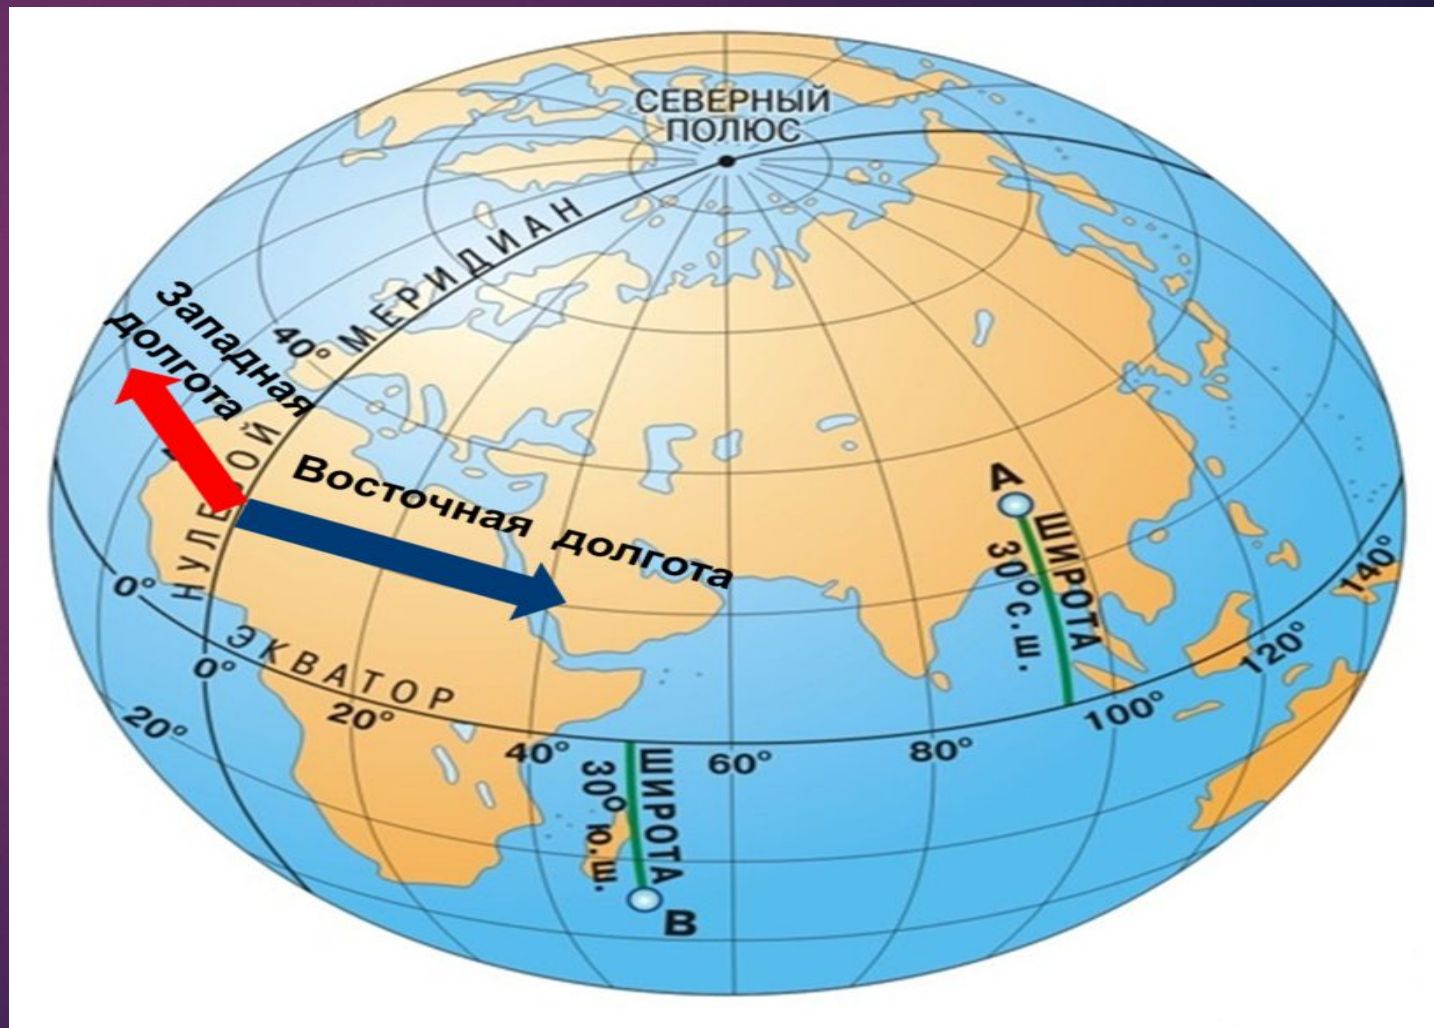 СЕВЕРНЫЙ
ПОЛЮС
НУЛЕВОЙ МЕРИДИАН
Западная
долгота
40°
Восточная долгота
А
ШИРОТА
30° с.ш.
0°
ЭКВАТОР
0°
20°
20°
40°
60°
80°
100°
120°
140°
ШИРОТА
30° ю.ш.
В